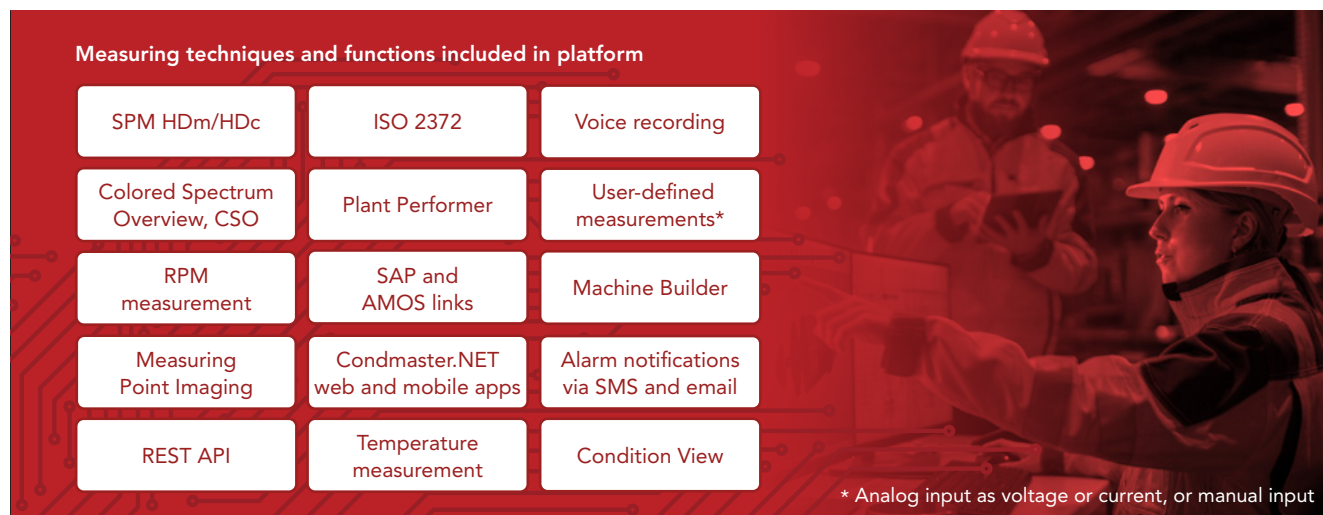 Measuring techniques and functions included in platform
SPM HDm/HDc
ISO 2372
Voice recording
Colored Spectrum
Overview, CSO
Plant Performer
User-defined
measurements*
RPM
measurement
SAP and
AMOS links
Machine Builder
Measuring
Point Imaging
Condmaster.NET
web and mobile apps
Alarm notifications
via SMS and email
REST API
Temperature
measurement
Condition View
* Analog input as voltage or current, or manual input